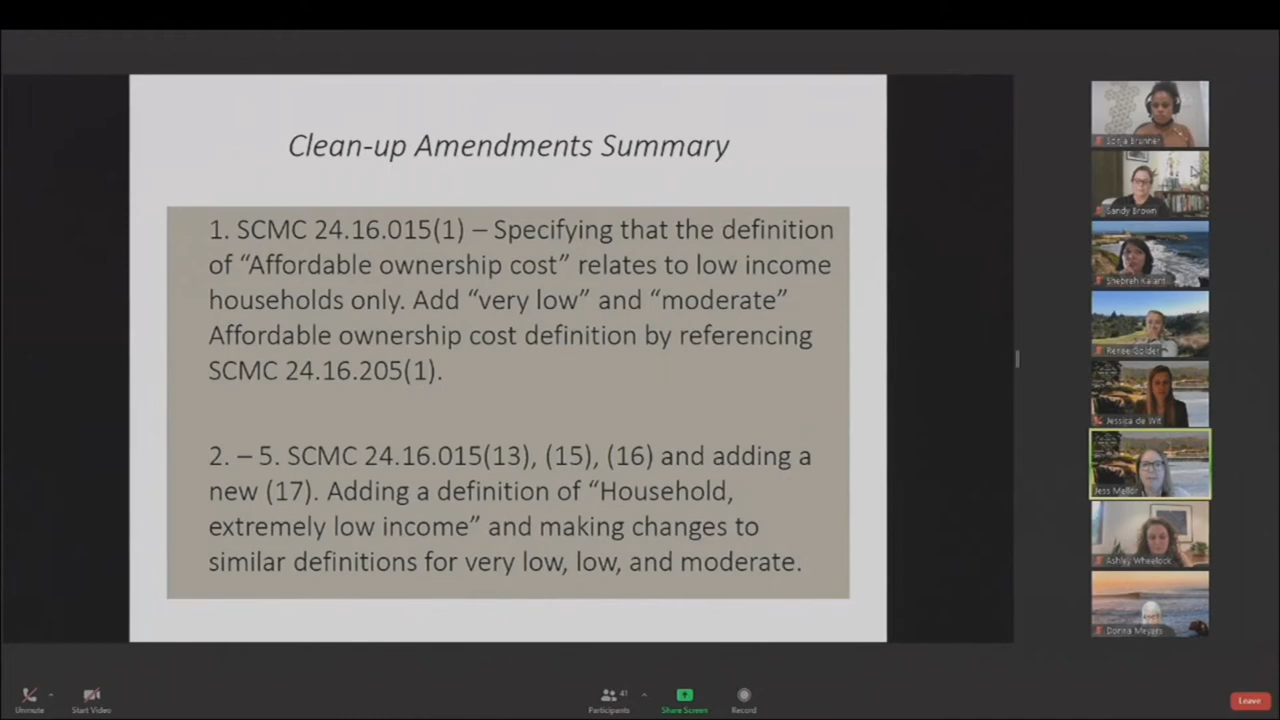 Clean-up Amendments Summary
1. SCMC 24.16.015(1) – Specifying that the definition
of “Affordable ownership cost” relates to low income
households only. Add “very low” and “moderate”
Affordable ownership cost definition by referencing
SCMC 24.16.205(1).
2. – 5. SCMC 24.16.015(13), (15), (16) and adding a
new (17). Adding a definition of “Household,
extremely low income” and making changes to
similar definitions for very low, low, and moderate.
Sonja Brunner
Sandy Brown
Shebreh Kalant
Renee Golder
Jessica de Wit
Jess Mellor
Ashley Wheelock
Donna Meyers
Unmute
Start Video
41
Participants
Share Screen
Record
Leave